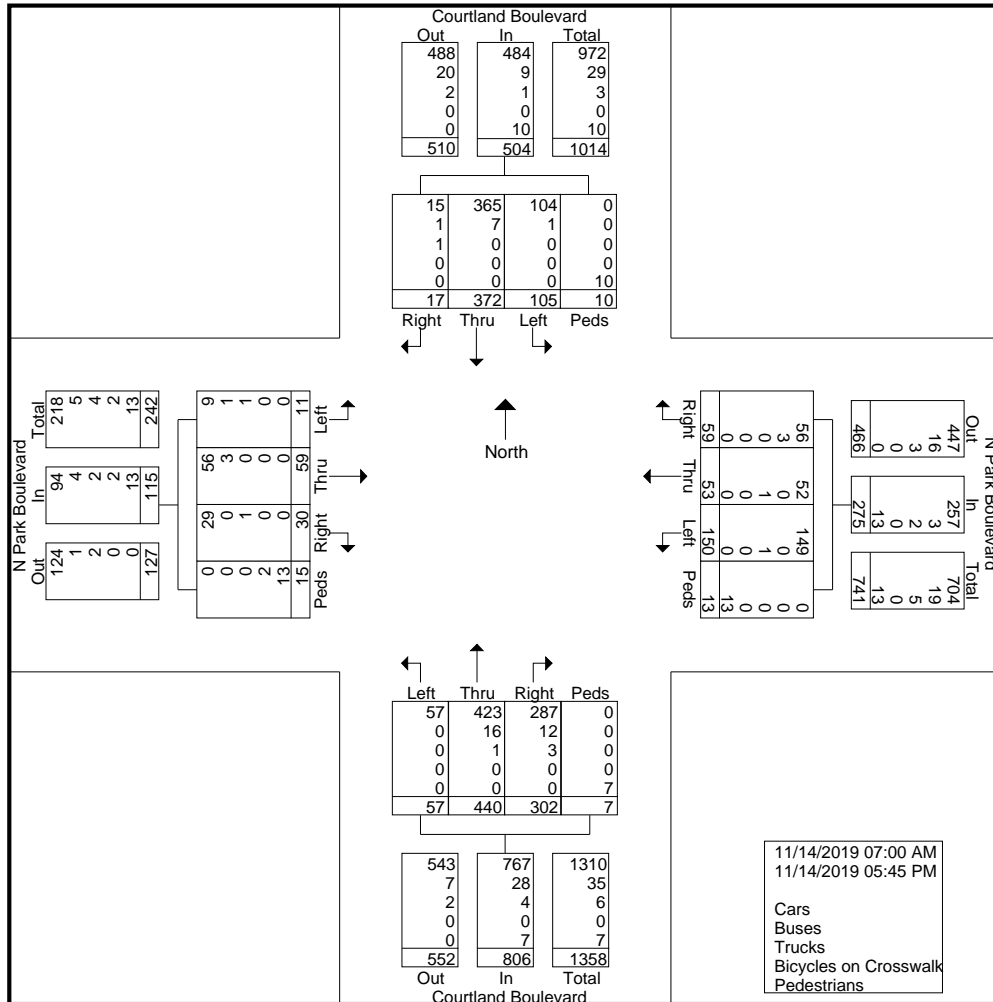 Courtland Boulevard
Out In Total
488 484 972
20 9 29
2 1 3
0 0 0
0 10 10
510 504 1014
15 365 104 0
1 7 1 0
1 0 0 0
0 0 0 0
0 0 0 10
17 372 105 10
Right Thru Left Peds
North
N Park Boulevard
Total 218 5 4 2 13 242
In 94 4 2 2 13 115
Out 124 1 2 0 0 127
9 1 1 0 0 11 Left
56 3 0 0 0 59 Thru
29 0 1 0 0 30 Right
0 0 0 2 13 15 Peds
Right 59 0 0 0 3 56
Thru 53 0 0 1 0 52
Left 150 0 0 1 0 149
Peds 13 13 0 0 0 0
N Park Boulevard
Out 447 16 3 0 0 466
In 257 3 2 0 13 275
Total 704 19 5 0 13 741
Left Thru Right Peds
57 423 287 0
0 16 12 0
0 1 3 0
0 0 0 0
0 0 0 7
57 440 302 7
543 767 1310
7 28 35
2 4 6
0 0 0
0 7 7
552 806 1358
Out In Total
Courtland Boulevard
11/14/2019 07:00 AM
11/14/2019 05:45 PM
Cars
Buses
Trucks
Bicycles on Crosswalk
Pedestrians